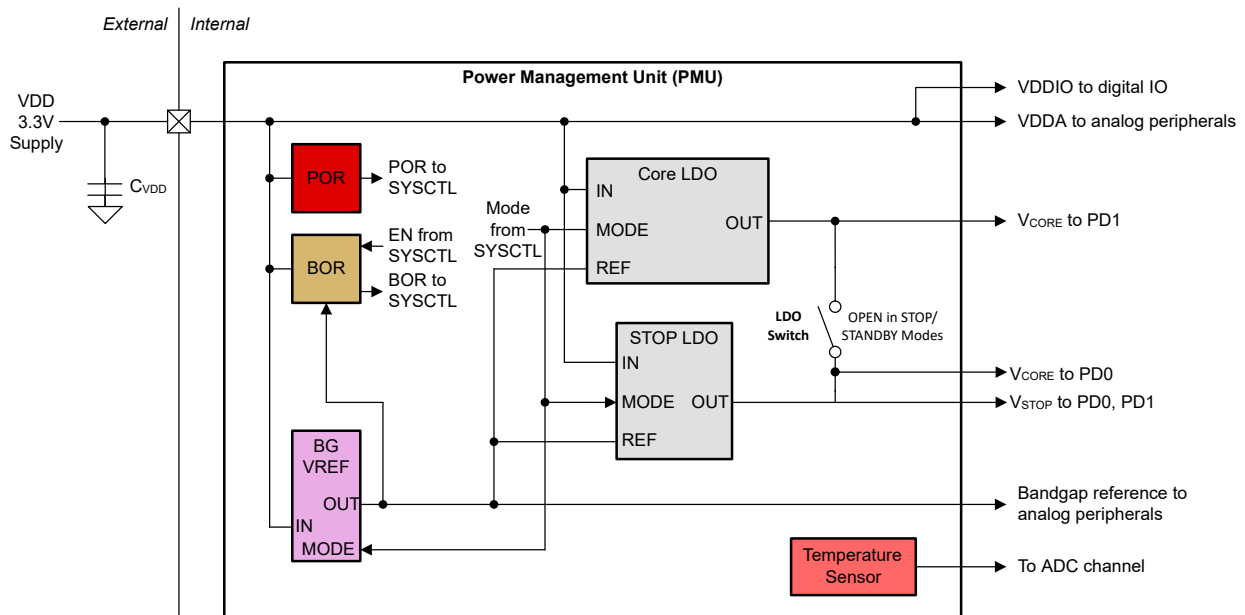 External
Internal
Power Management Unit (PMU)
VDD
3.3V
Supply
CVDD
VDDIO to digital IO
VDDA to analog peripherals
POR
POR to
SYSCTL
Core LDO
IN
MODE
REF
OUT
Mode
from
SYSCTL
VCORE to PD1
BOR
EN from
SYSCTL
BOR to
SYSCTL
LDO
Switch
OPEN in STOP/
STANDBY Modes
STOP LDO
IN
MODE
OUT
REF
VCORE to PD0
VSTOP to PD0, PD1
BG
VREF
OUT
IN
MODE
Bandgap reference to
analog peripherals
Temperature
Sensor
To ADC channel